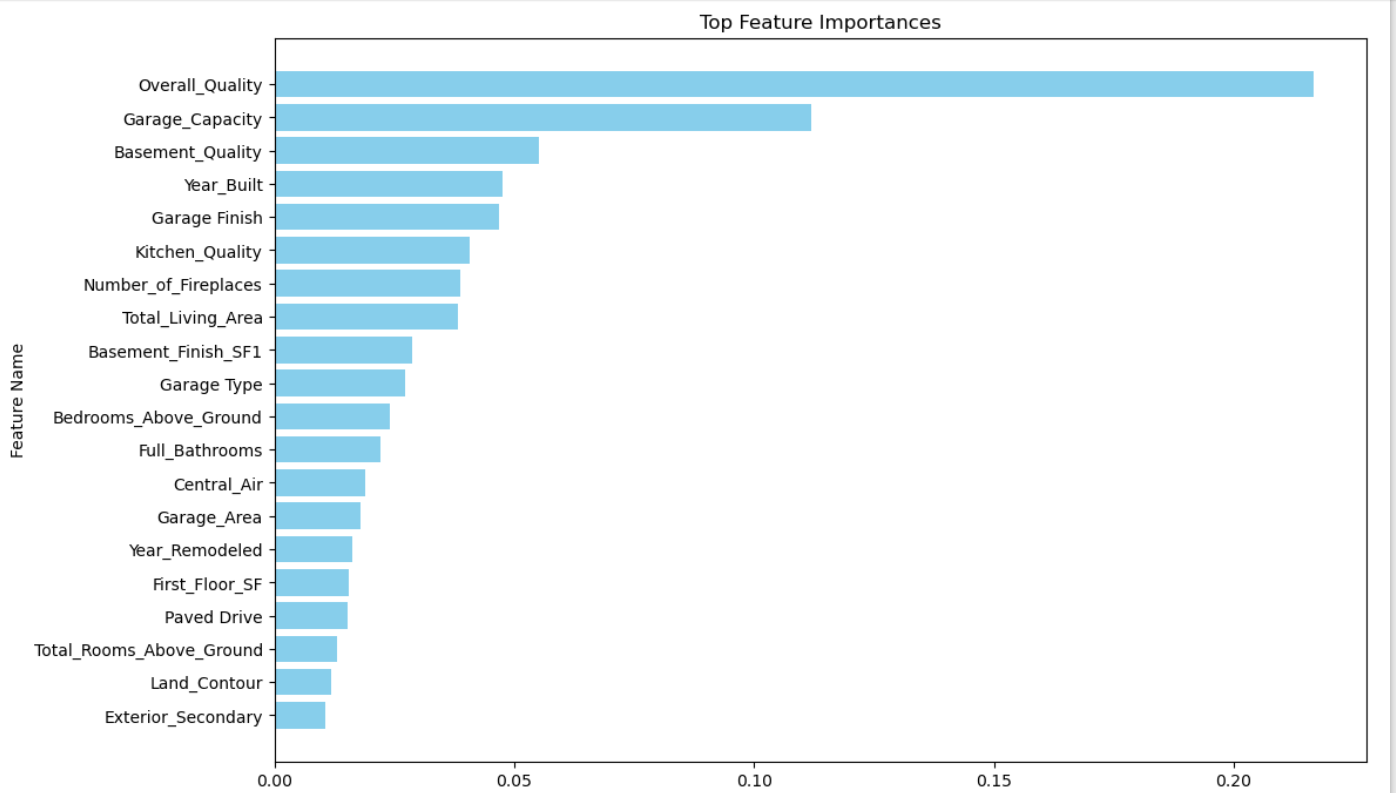 Top Feature Importances
Feature Name
Overall_Quality
Garage_Capacity
Basement_Quality
Year_Built
Garage Finish
Kitchen_Quality
Number_of_Fireplaces
Total_Living_Area
Basement_Finish_SF1
Garage Type
Bedrooms_Above_Ground
Full_Bathrooms
Central_Air
Garage_Area
Year_Remodeled
First_Floor_SF
Paved Drive
Total_Rooms_Above_Ground
Land_Contour
Exterior_Secondary
0.00 0.05 0.10 0.15 0.20